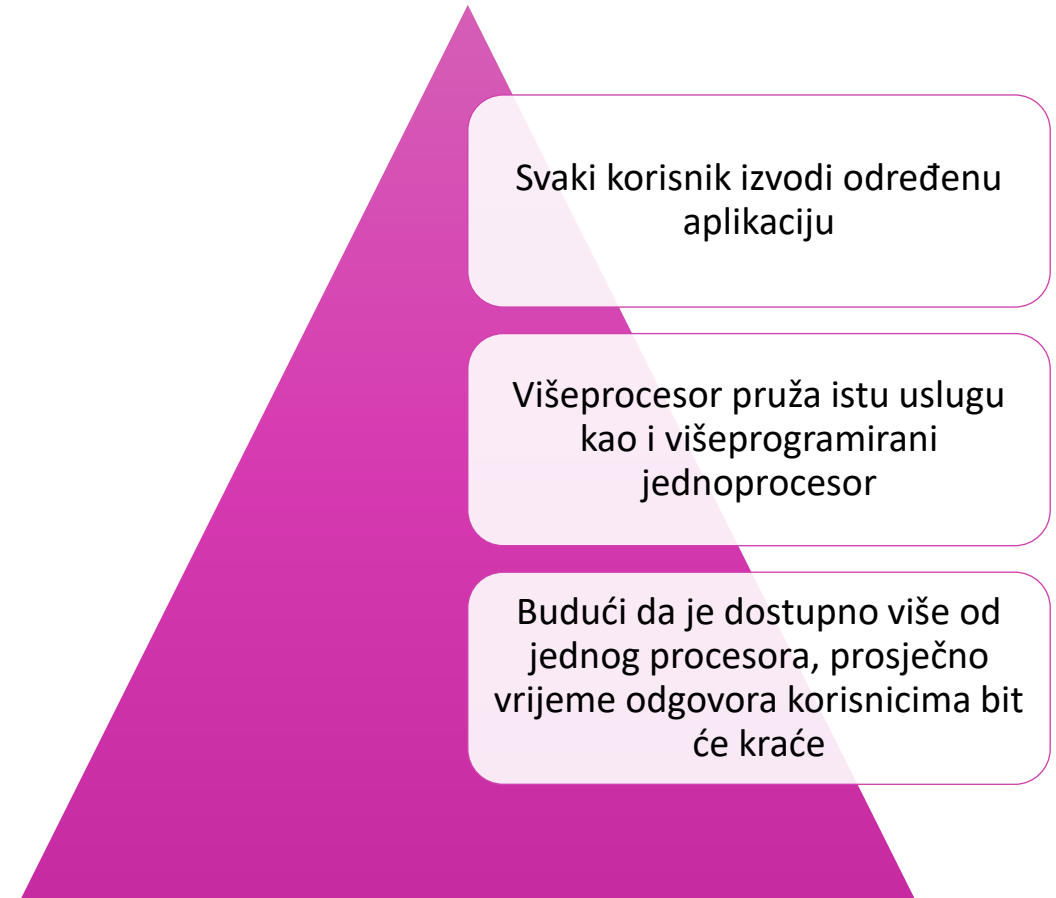 Svaki korisnik izvodi određenu
aplikaciju
Višeprocesor pruža istu uslugu
kao i višeprogramirani
jednoprocesor
Budući da je dostupno više od
jednog procesora, prosječno
vrijeme odgovora korisnicima bit
će kraće